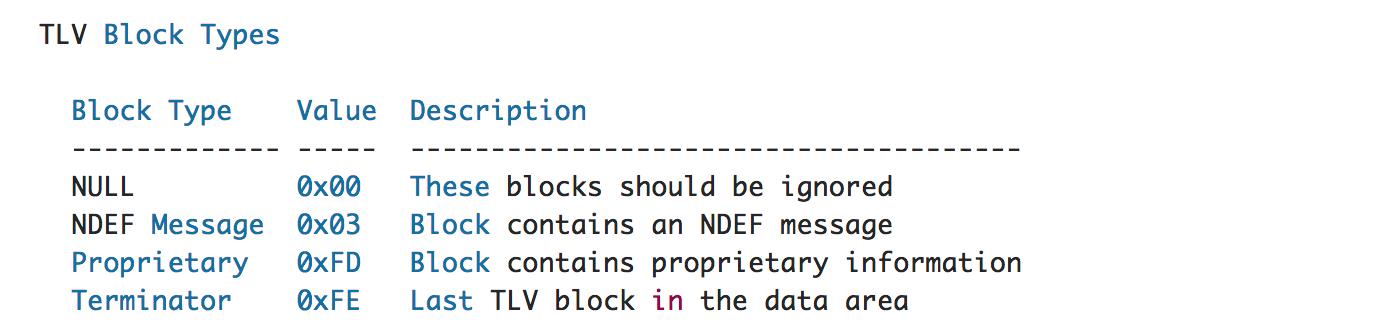 TLV Block Types
Block Type Value Description
------------- ----- --------------------------------------
NULL 0x00 These blocks should be ignored
NDEF Message 0x03 Block contains an NDEF message
Proprietary 0xFD Block contains proprietary information
Terminator 0xFE Last TLV block in the data area